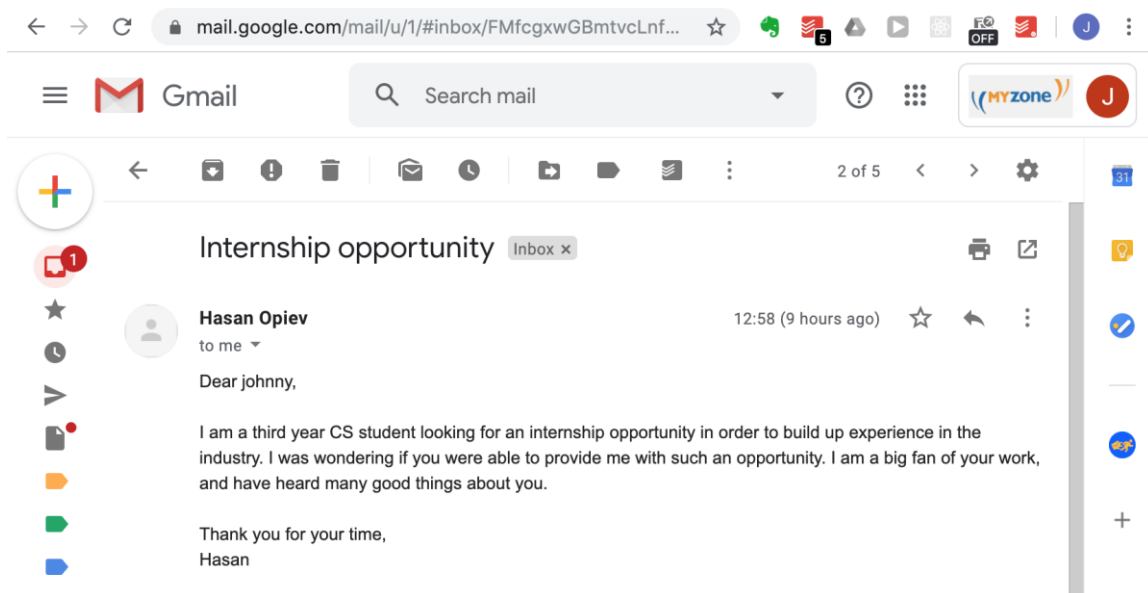 mail.google.com/mail/u/1/#inbox/FMfcgxwGBmtvcLnf...
5
OFF
J
Gmail
Search mail
((MYZONE))
J
2 of 5
31
Internship opportunity
Inbox x
1
Hasan Opiev
12:58 (9 hours ago)
to me
Dear johnny,
I am a third year CS student looking for an internship opportunity in order to build up experience in the
industry. I was wondering if you were able to provide me with such an opportunity. I am a big fan of your work,
and have heard many good things about you.
Thank you for your time,
Hasan